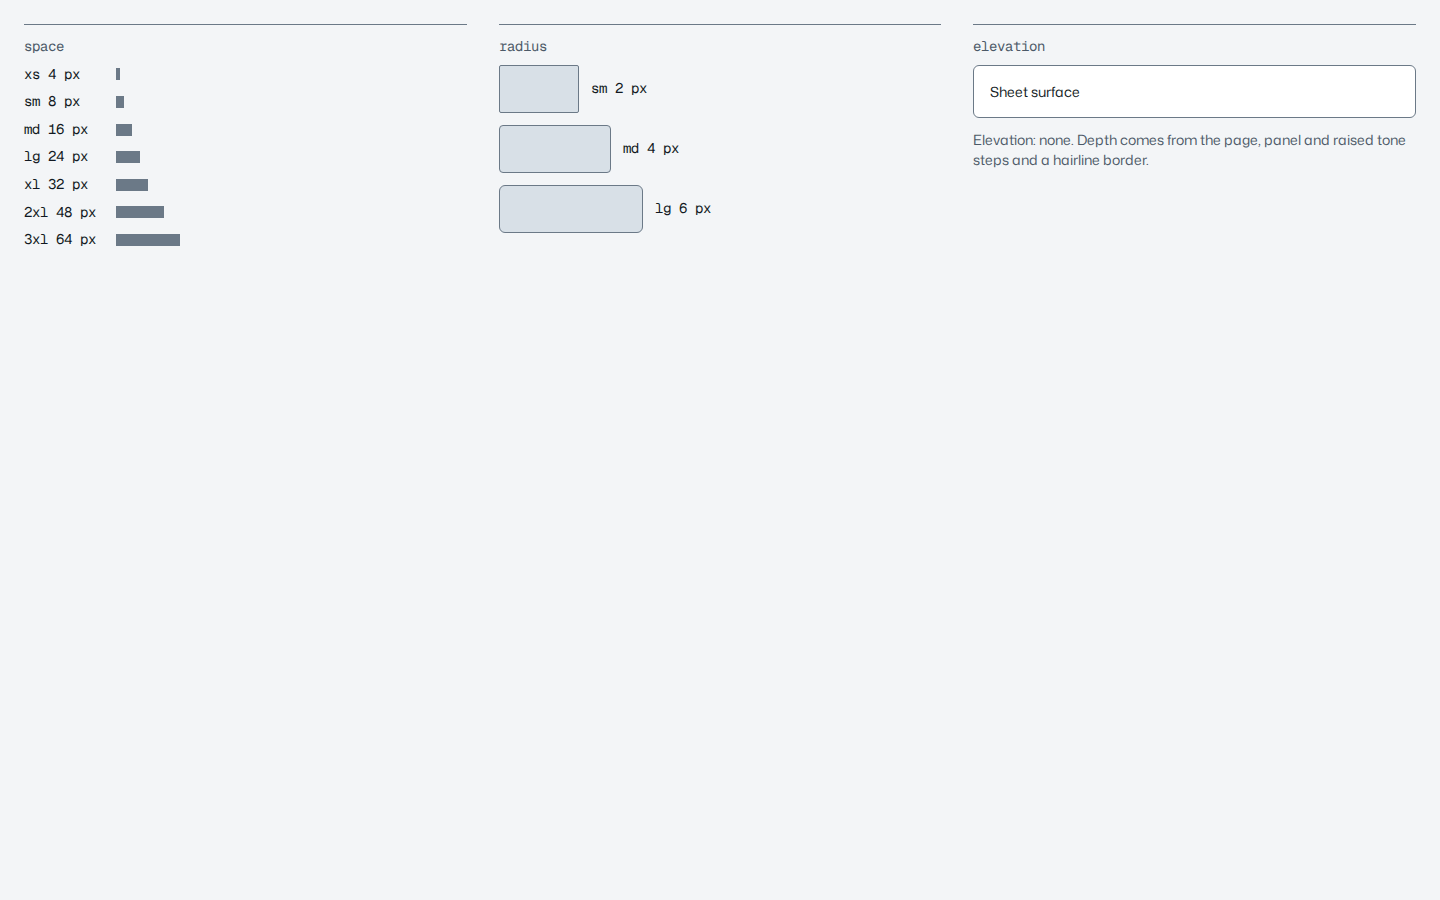 space
xs 4 px
sm 8 px
md 16 px
lg 24 px
xl 32 px
2xl 48 px
3xl 64 px
radius
sm 2 px
md 4 px
lg 6 px
elevation
Sheet surface
Elevation: none. Depth comes from the page, panel and raised tone
steps and a hairline border.